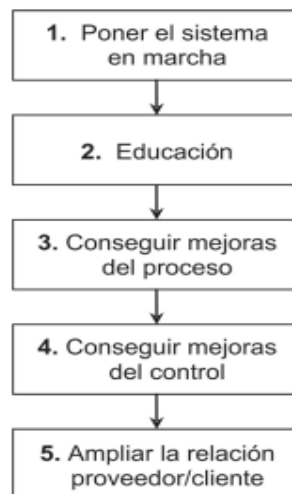 1. Poner el sistema
en marcha
2. Educación
3. Conseguir mejoras
del proceso
4. Conseguir mejoras
del control
5. Ampliar la relación
proveedor/cliente